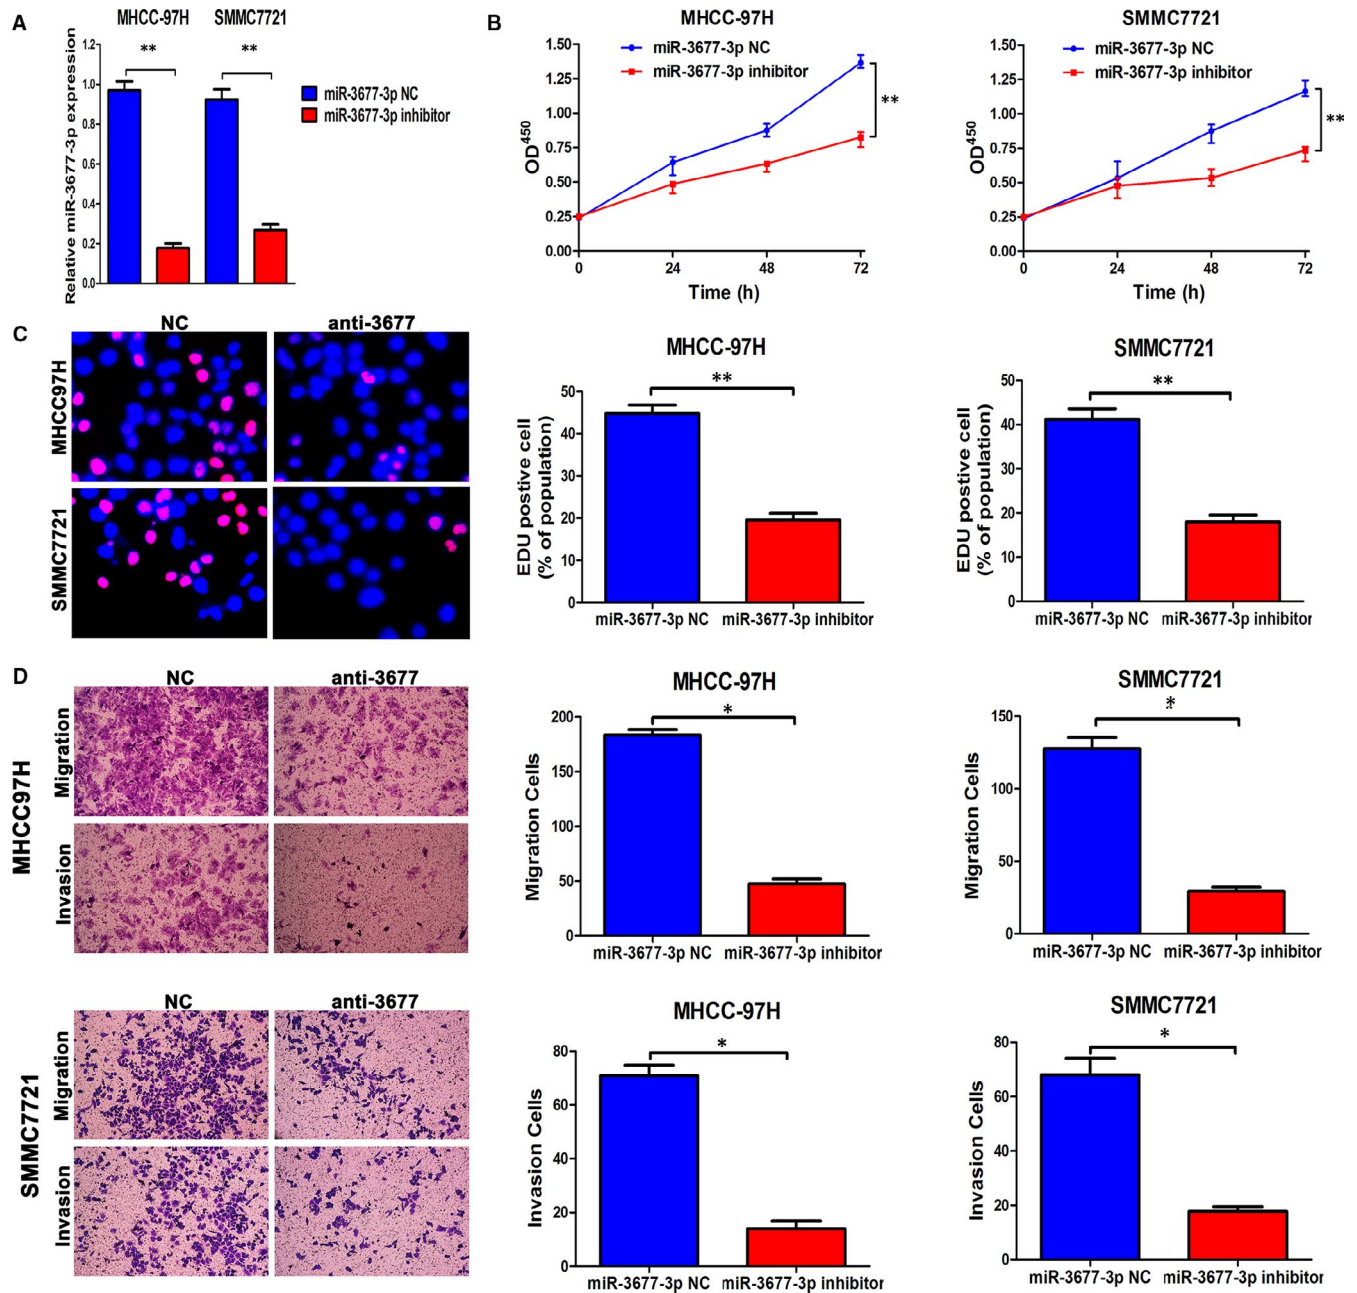 A
MHCC-97H SMMC7721
Relative miR-3677-3p expression
1.2
1.0
0.8
0.6
0.4
0.2
0.0
** **
miR-3677-3p NC
miR-3677-3p inhibitor
B
MHCC-97H
miR-3677-3p NC
miR-3677-3p inhibitor
OD450
1.50
1.25
1.00
0.75
0.50
0.25
0.00
**
0 24 48 72
Time (h)
SMMC7721
miR-3677-3p NC
miR-3677-3p inhibitor
OD450
1.50
1.25
1.00
0.75
0.50
0.25
0.00
**
0 24 48 72
Time (h)
C
NC anti-3677
MHCC97H
SMMC7721
MHCC-97H
**
EDU postive cell
(% of population)
50
40
30
20
10
0
miR-3677-3p NC miR-3677-3p inhibitor
SMMC7721
**
EDU positive cell
(% of population)
50
40
30
20
10
0
miR-3677-3p NC miR-3677-3p inhibitor
D
NC anti-3677
MHCC97H
Migration
Invasion
MHCC-97H
*
Migration Cells
200
150
100
50
0
miR-3677-3p NC miR-3677-3p inhibitor
SMMC7721
*
Migration Cells
150
100
50
0
miR-3677-3p NC miR-3677-3p inhibitor
NC anti-3677
SMMC7721
Migration
Invasion
MHCC-97H
*
Invasion Cells
80
60
40
20
0
miR-3677-3p NC miR-3677-3p inhibitor
SMMC7721
*
Invasion Cells
80
60
40
20
0
miR-3677-3p NC miR-3677-3p inhibitor